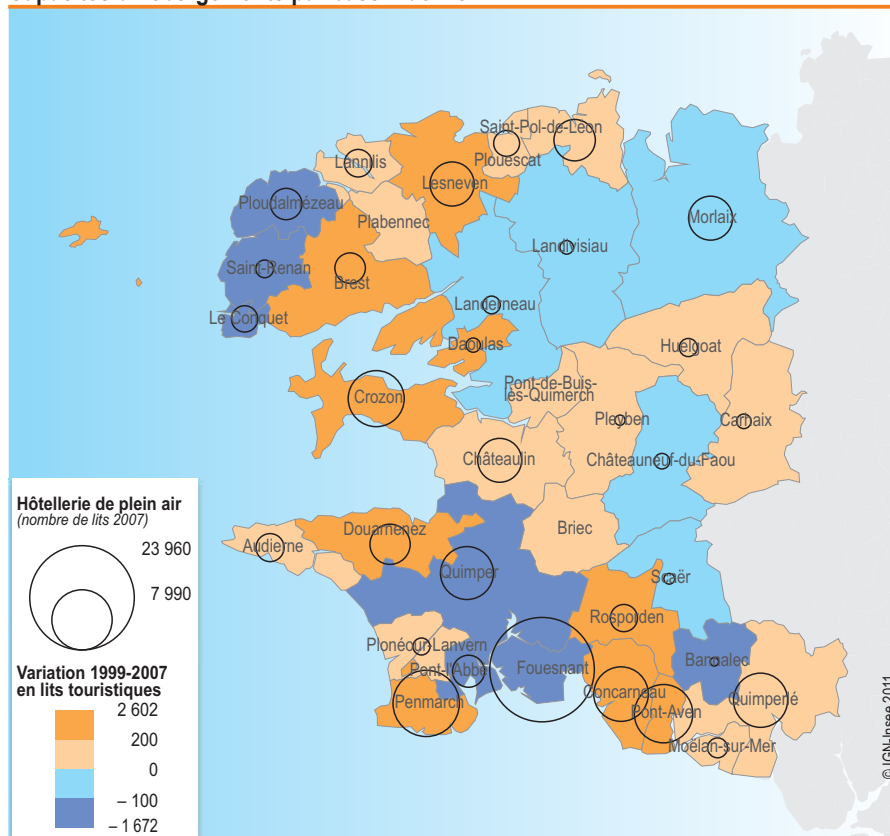 Saint-Pol-de-Léon
Plouescat
Lannilis
Lesneven
Ploudalmézeau
Plabennec
Morlaix
Landivisiau
Saint-Renan
Brest
Landerneau
Le Conquet
Daoulas
Huelgoat
Pont-de-Buis-
lès-Quimerch
Crozon
Pleyben
Carhaix
Châteaulin
Châteauneuf-du-Faou
Hôtellerie de plein air
(nombre de lits 2007)
23 960
7 990
Douarnenez
Briec
Audierne
Quimper
Scaër
Rosporden
Plonéour-Lanvern
Pont-l'Abbé
Fouesnant
Bannalec
Concarneau
Penmarch
Pont-Aven
Quimperlé
Moëlan-sur-Mer
Variation 1999-2007
en lits touristiques
2 602
200
0
– 100
– 1 672
© IGN-Insee 2011